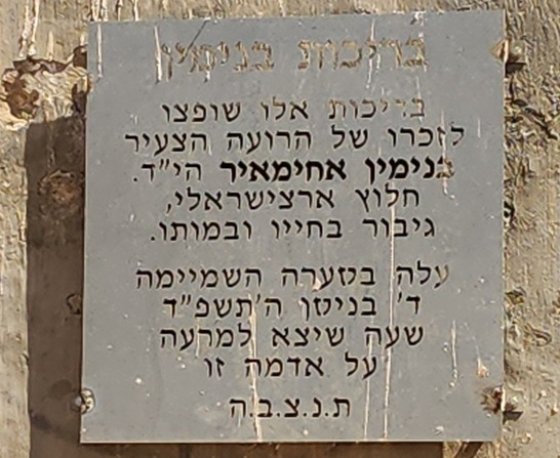 בריכות בנימין
בריכות אלו שופצו
לזכרו של הרועה הצעיר
בנימין אחימאיר הי״ד.
חלוץ ארצישראלי,
גיבור בחייו ובמותו.
עלה בסערה השמיימה
ד׳ בניסן ה׳תשפ״ד
שעה שיצא למרעה
על אדמה זו
ת.נ.צ.ב.ה